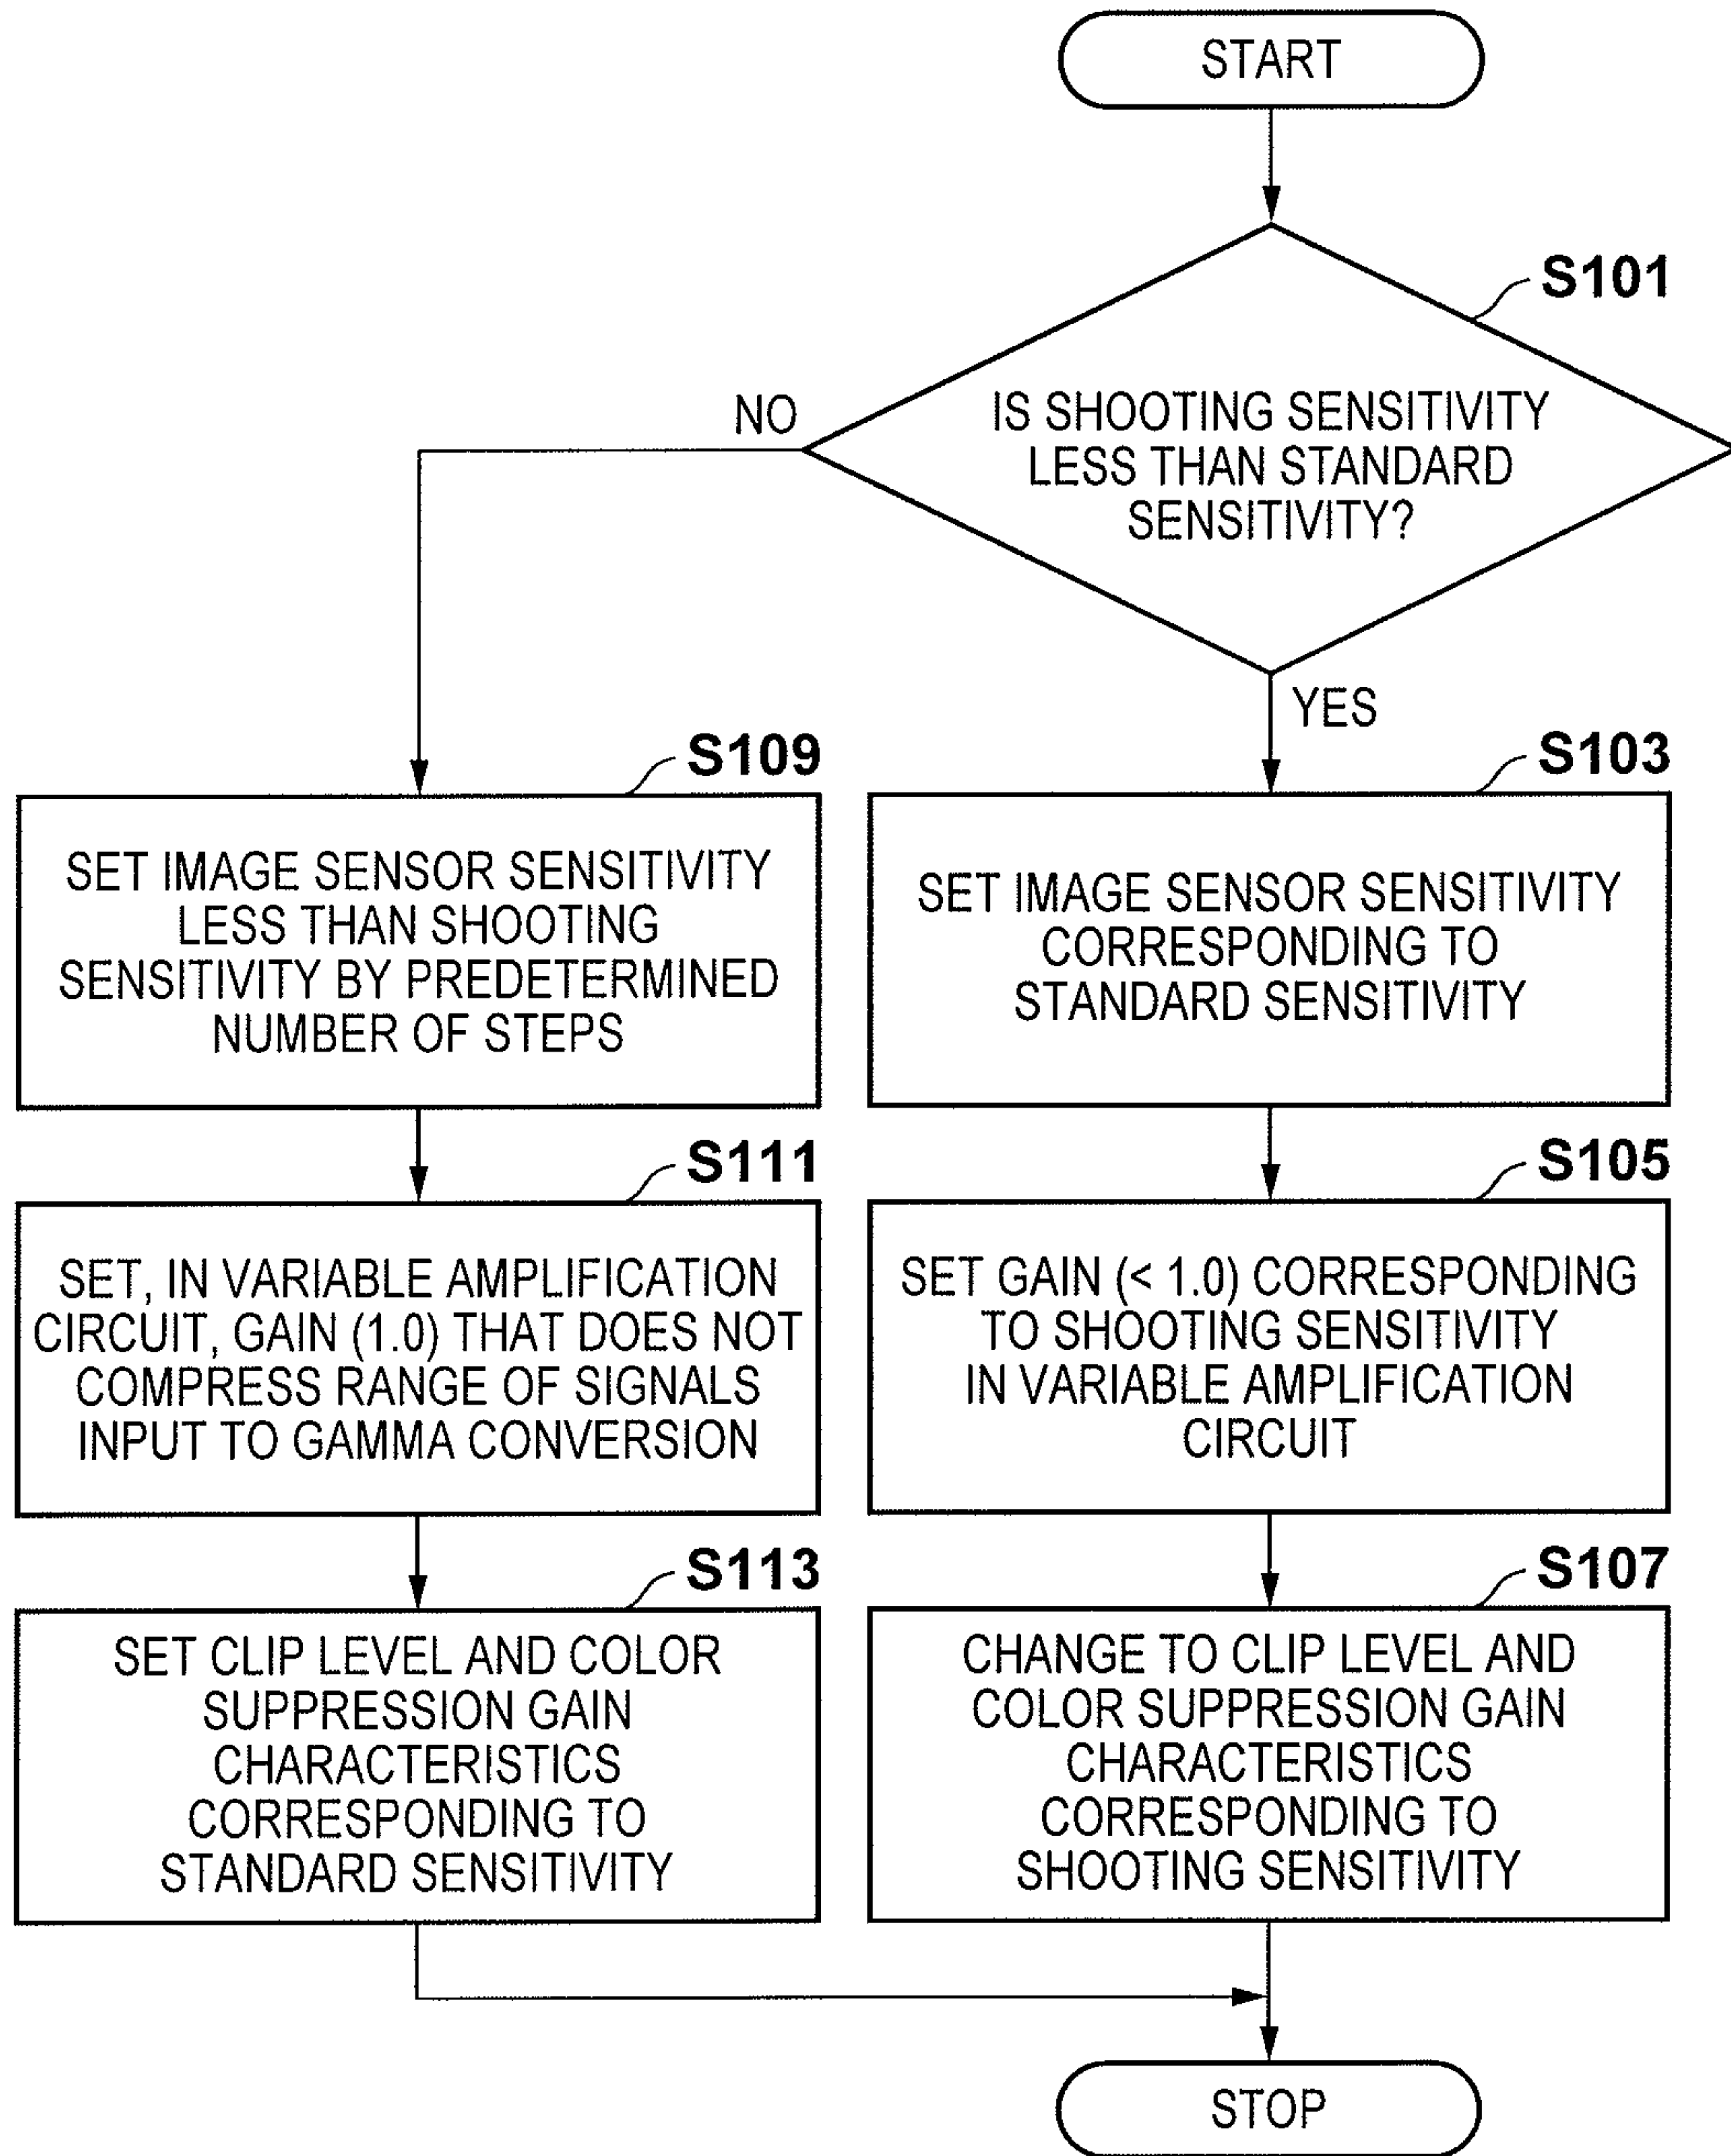 START
S101
IS SHOOTING SENSITIVITY
LESS THAN STANDARD
SENSITIVITY?
NO
YES
S109
SET IMAGE SENSOR SENSITIVITY
LESS THAN SHOOTING
SENSITIVITY BY PREDETERMINED
NUMBER OF STEPS
S103
SET IMAGE SENSOR SENSITIVITY
CORRESPONDING TO
STANDARD SENSITIVITY
S111
SET, IN VARIABLE AMPLIFICATION
CIRCUIT, GAIN (1.0) THAT DOES NOT
COMPRESS RANGE OF SIGNALS
INPUT TO GAMMA CONVERSION
S105
SET GAIN (< 1.0) CORRESPONDING
TO SHOOTING SENSITIVITY
IN VARIABLE AMPLIFICATION
CIRCUIT
S113
SET CLIP LEVEL AND COLOR
SUPPRESSION GAIN
CHARACTERISTICS
CORRESPONDING TO
STANDARD SENSITIVITY
S107
CHANGE TO CLIP LEVEL AND
COLOR SUPPRESSION GAIN
CHARACTERISTICS
CORRESPONDING TO
SHOOTING SENSITIVITY
STOP